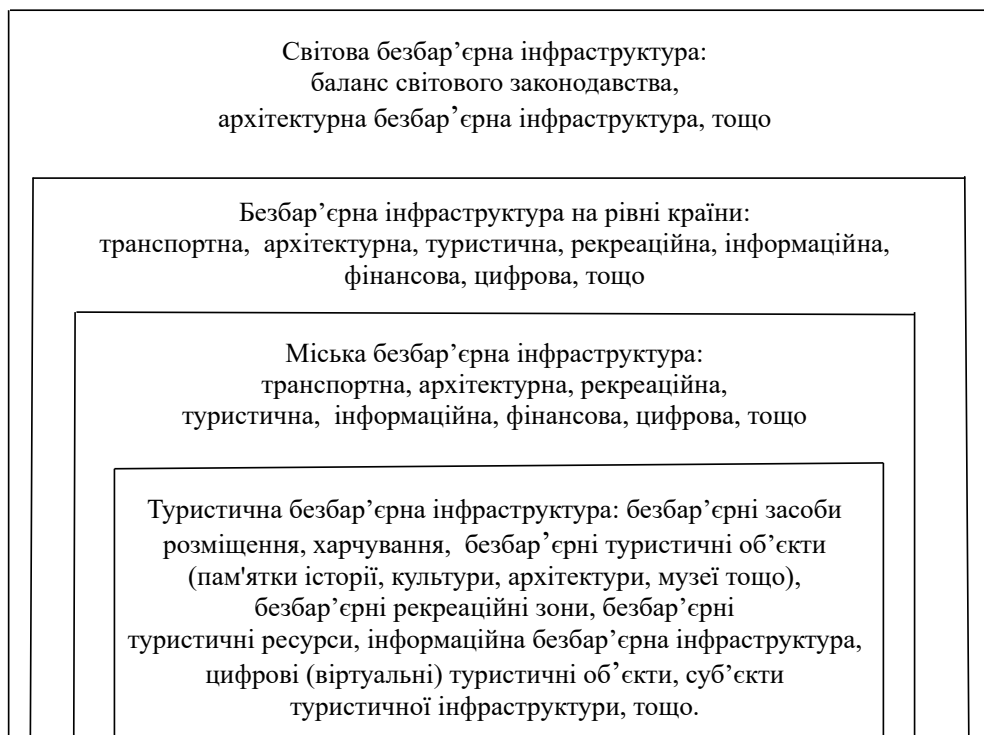 Світова безбар’єрна інфраструктура:
баланс світового законодавства,
архітектурна безбар’єрна інфраструктура, тощо
Безбар’єрна інфраструктура на рівні країни:
транспортна, архітектурна, туристична, рекреаційна, інформаційна,
фінансова, цифрова, тощо
Міська безбар’єрна інфраструктура:
транспортна, архітектурна, рекреаційна,
туристична, інформаційна, фінансова, цифрова, тощо
Туристична безбар’єрна інфраструктура: безбар’єрні засоби
розміщення, харчування, безбар’єрні туристичні об’єкти
(пам'ятки історії, культури, архітектури, музеї тощо),
безбар’єрні рекреаційні зони, безбар’єрні
туристичні ресурси, інформаційна безбар’єрна інфраструктура,
цифрові (віртуальні) туристичні об’єкти, суб’єкти
туристичної інфраструктури, тощо.